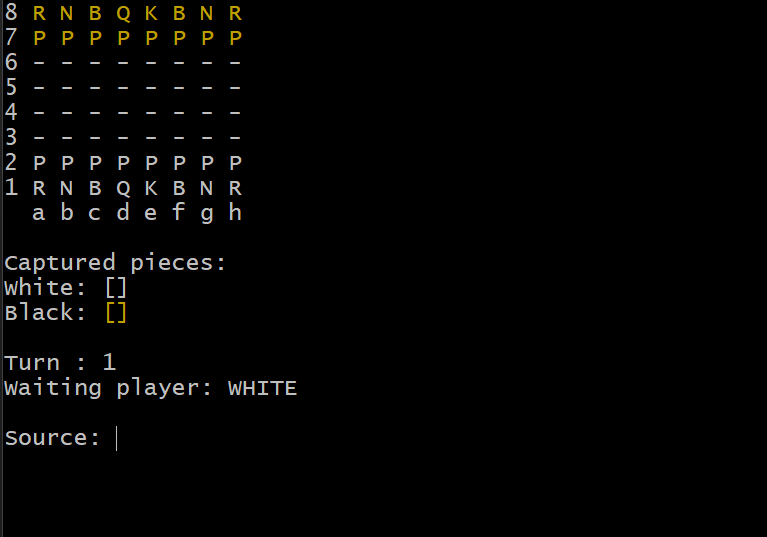 8 R N B Q K B N R
7 P P P P P P P P
6 - - - - - - - -
5 - - - - - - - -
4 - - - - - - - -
3 - - - - - - - -
2 P P P P P P P P
1 R N B Q K B N R
  a b c d e f g h
Captured pieces:
White: []
Black: []
Turn : 1
Waiting player: WHITE
Source: